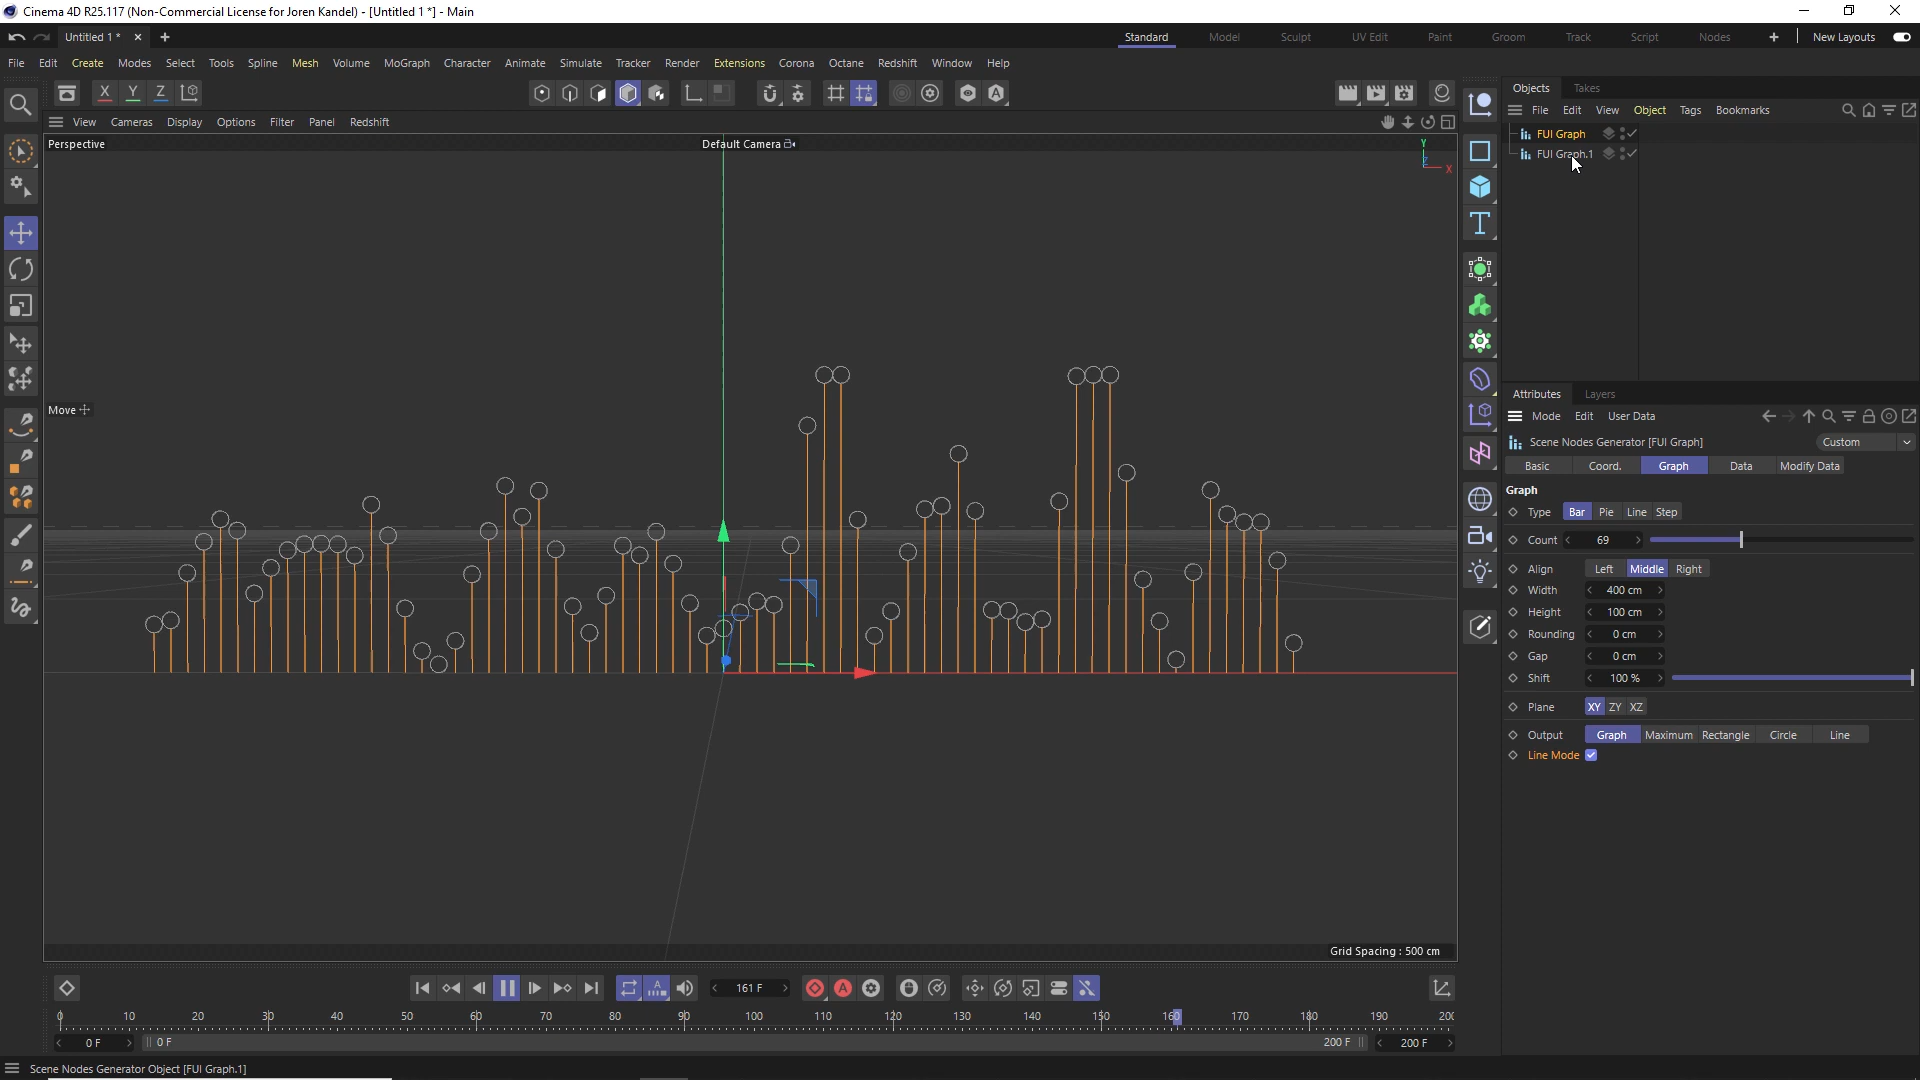 Cinema 4D R25.117 (Non-Commercial License for Joren Kandel) - [Untitled 1 *] - Main
Untitled 1 *
Standard Model Sculpt UV Edit Paint Groom Track Script Nodes New Layouts
File Edit Create Modes Select Tools Spline Mesh Volume MoGraph Character Animate Simulate Tracker Render Extensions Corona Octane Redshift Window Help
X Y Z
Objects Takes
File Edit View Object Tags Bookmarks
View Cameras Display Options Filter Panel Redshift
FUI Graph
FUI Graph.1
Perspective
Default Camera
Y
Z
X
Move
Grid Spacing : 500 cm
Attributes Layers
Mode Edit User Data
Scene Nodes Generator [FUI Graph]
Custom
Basic Coord. Graph Data Modify Data
Graph
Type Bar Pie Line Step
Count 69
Align Left Middle Right
Width 400 cm
Height 100 cm
Rounding 0 cm
Gap 0 cm
Shift 100 %
Plane XY ZY XZ
Output Graph Maximum Rectangle Circle Line
Line Mode
161 F
0 10 20 30 40 50 60 70 80 90 100 110 120 130 140 150 160 170 180 190 200
0 F 0 F 200 F 200 F
Scene Nodes Generator Object [FUI Graph.1]